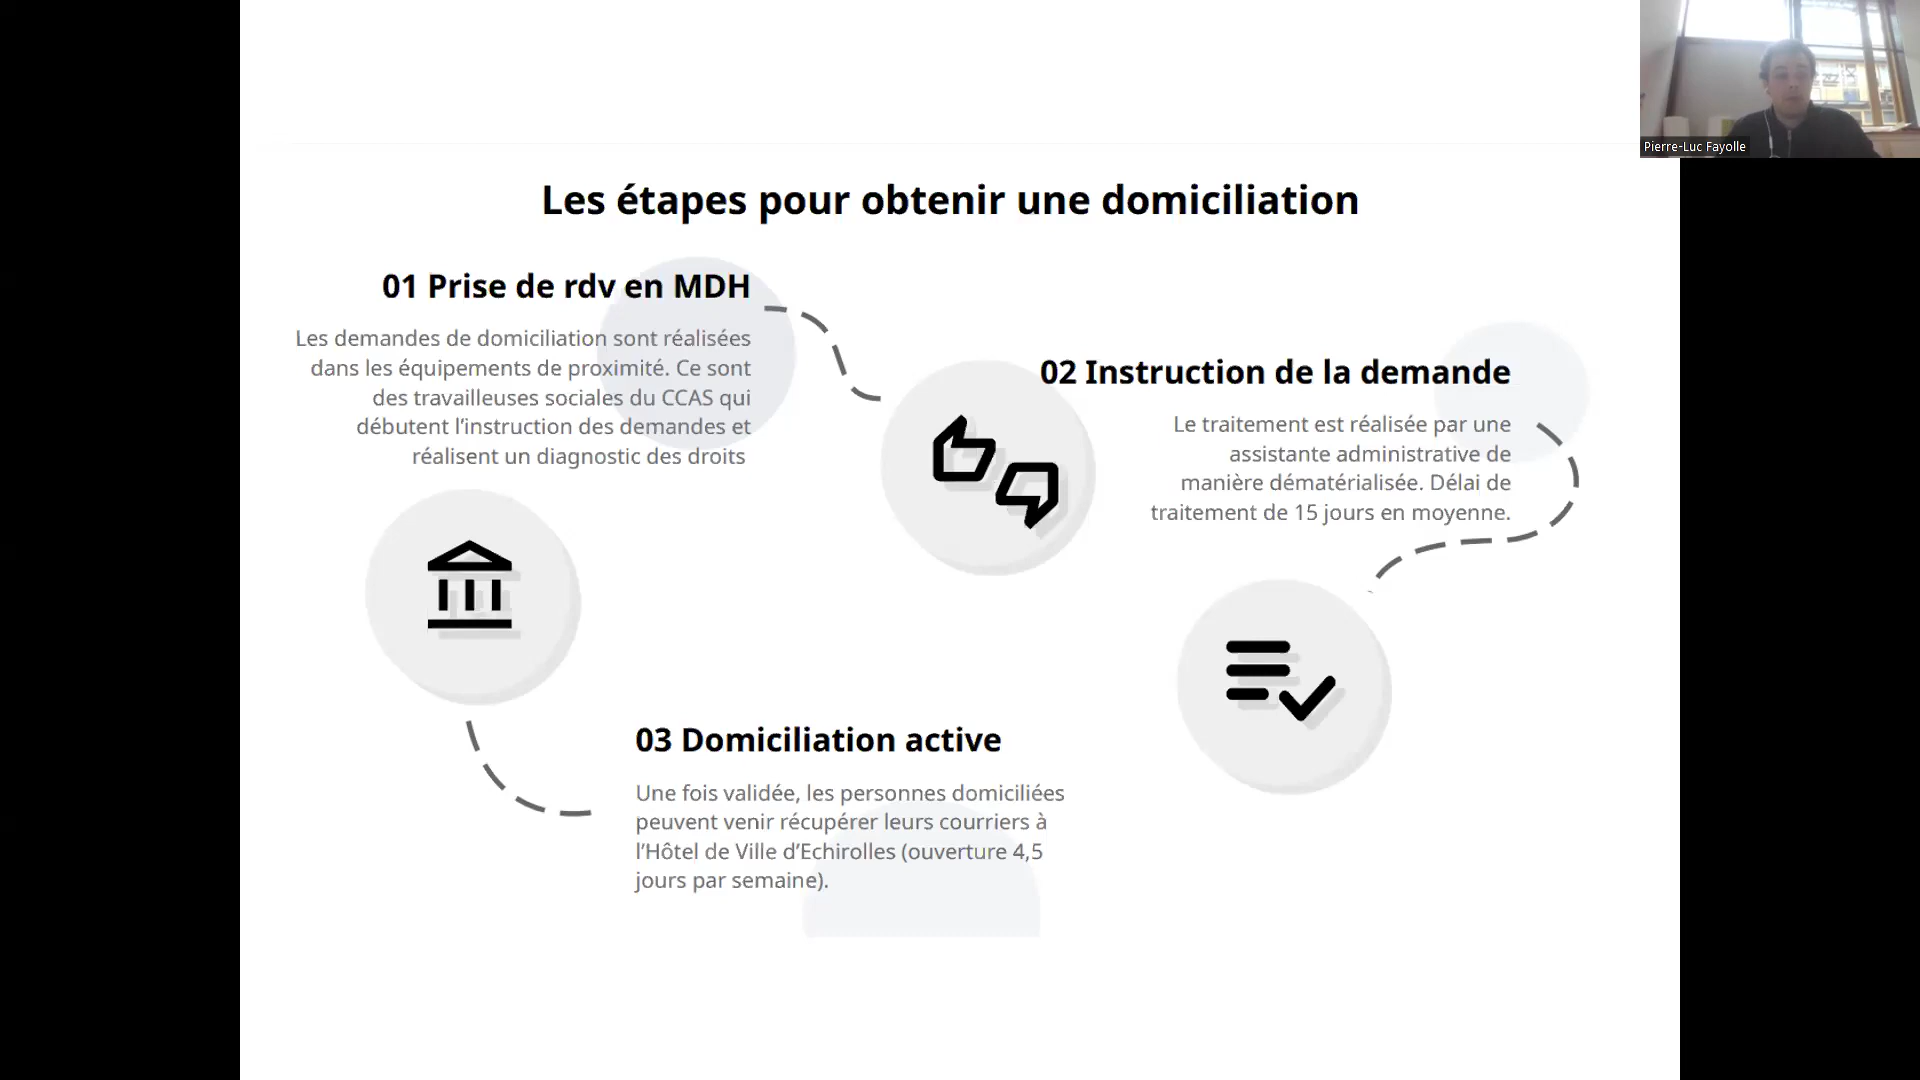 Pierre-Luc Fayolle
Les étapes pour obtenir une domiciliation
01 Prise de rdv en MDH
Les demandes de domiciliation sont réalisées
dans les équipements de proximité. Ce sont
des travailleuses sociales du CCAS qui
débutent l’instruction des demandes et
réalisent un diagnostic des droits
02 Instruction de la demande
Le traitement est réalisée par une
assistante administrative de
manière dématérialisée. Délai de
traitement de 15 jours en moyenne.
03 Domiciliation active
Une fois validée, les personnes domiciliées
peuvent venir récupérer leurs courriers à
l’Hôtel de Ville d’Echirolles (ouverture 4,5
jours par semaine).